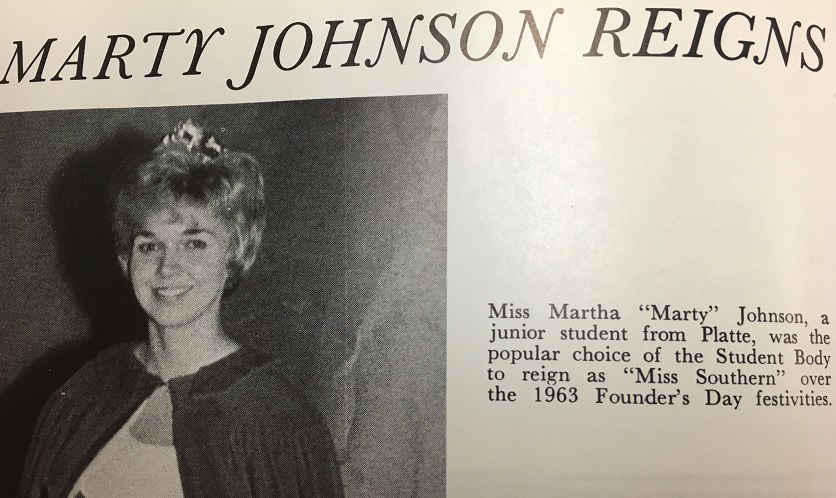 MARTY JOHNSON REIGNS
Miss Martha “Marty” Johnson, a
junior student from Platte, was the
popular choice of the Student Body
to reign as “Miss Southern” over
the 1963 Founder’s Day festivities.